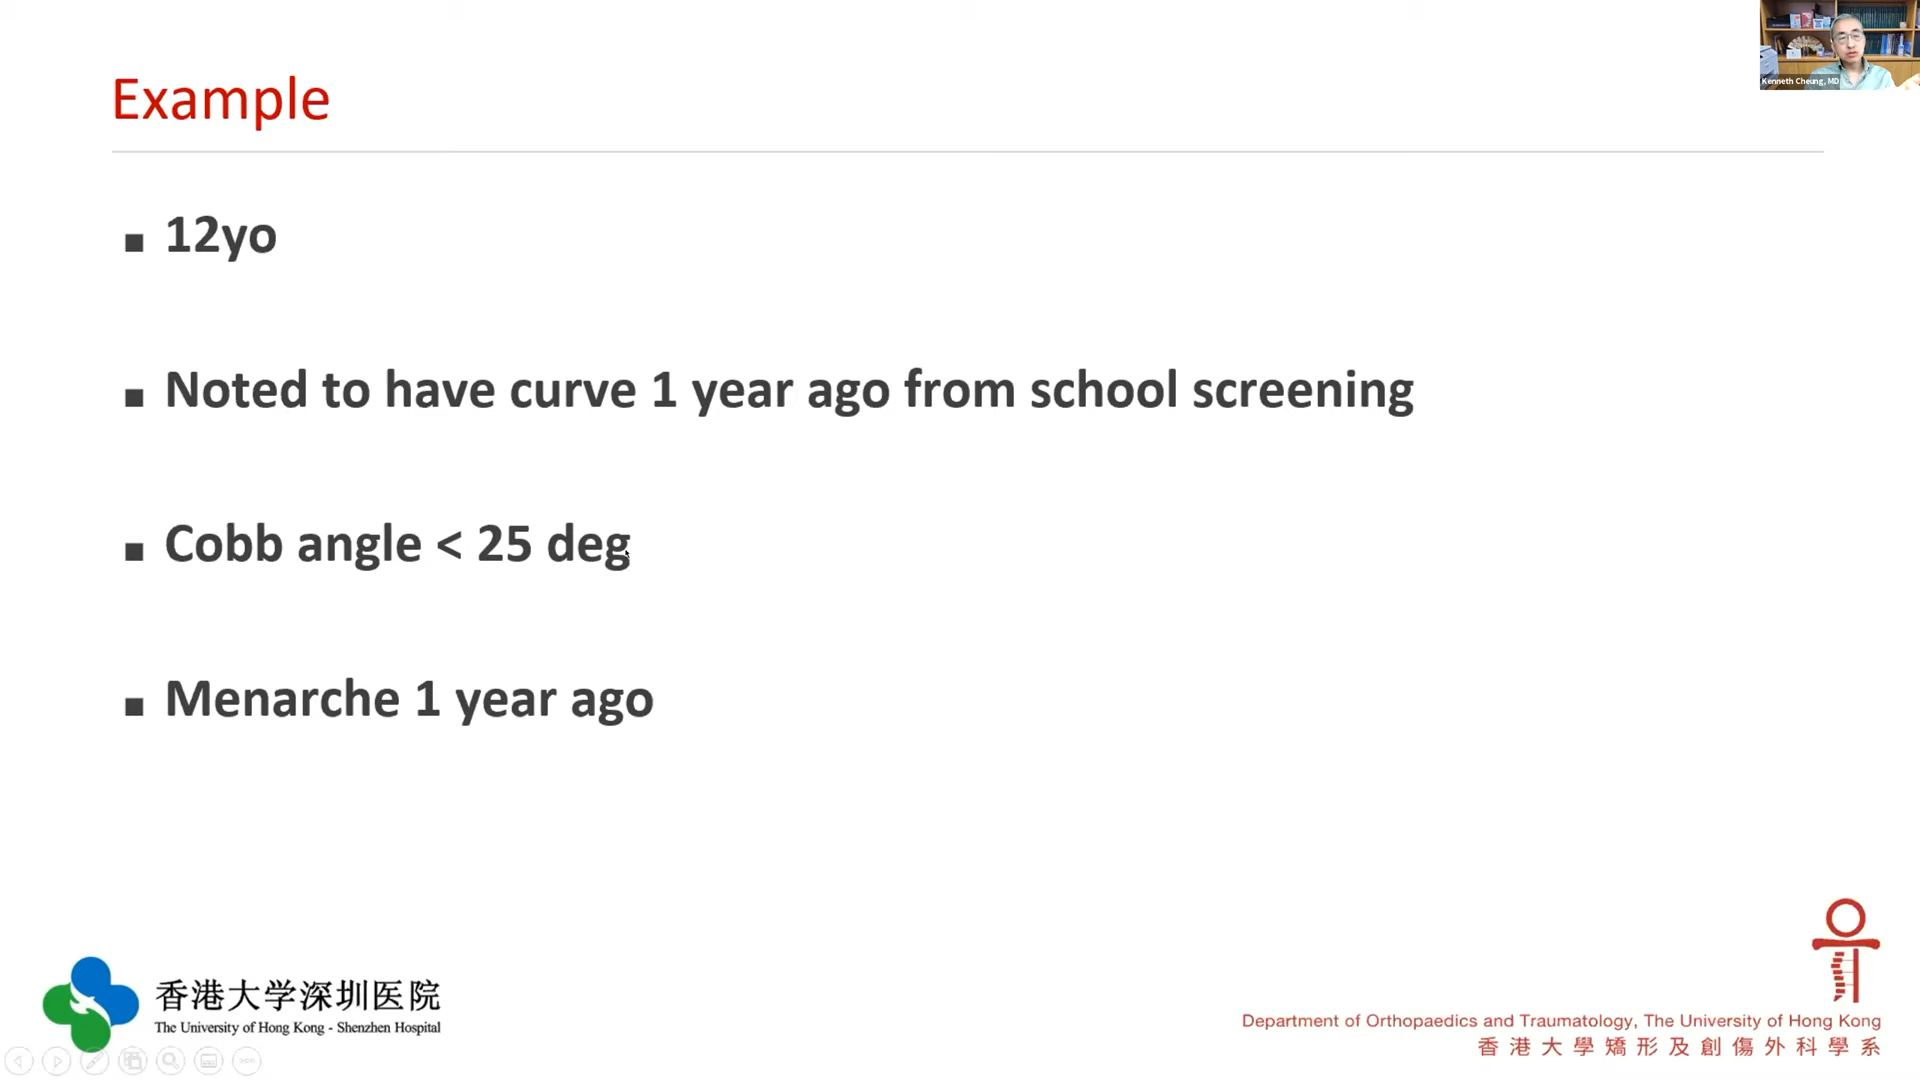 Kenneth Cheung, MD
Example
12yo
Noted to have curve 1 year ago from school screening
Cobb angle < 25 deg
Menarche 1 year ago
香港大学深圳医院
The University of Hong Kong - Shenzhen Hospital
Department of Orthopaedics and Traumatology, The University of Hong Kong
香港大學矯形及創傷外科學系